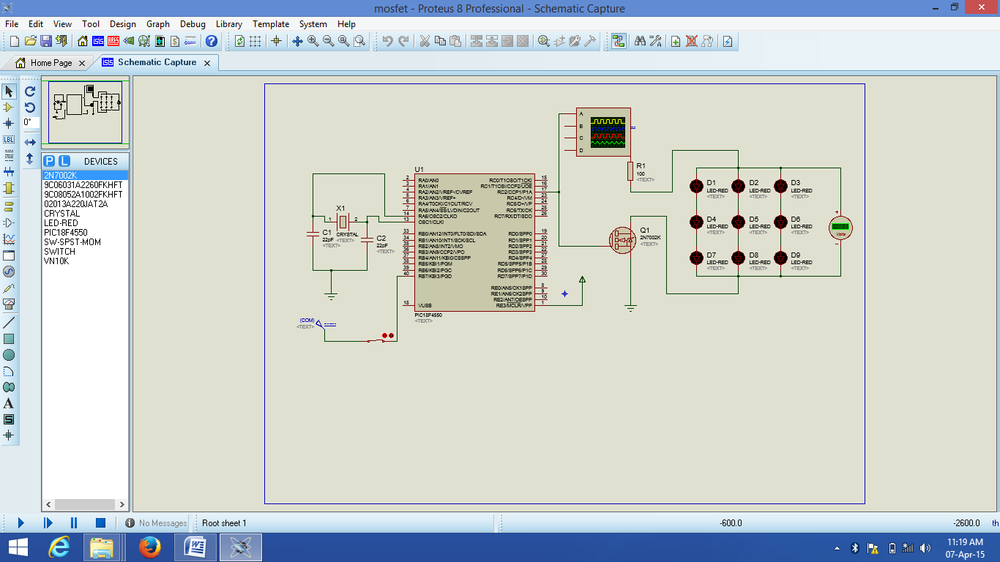 mosfet - Proteus 8 Professional - Schematic Capture
File Edit View Tool Design Graph Debug Library Template System Help
Home Page
Schematic Capture
0°
LBL
P L DEVICES
2N7002K
9C06031A2260FKHFT
9C08052A1002FKHFT
02013A220JAT2A
CRYSTAL
LED-RED
PIC18F4550
SW-SPST-MOM
SWITCH
VN10K
A
B
C
D
R1
100
<TEXT>
U1
2 RA0/AN0
3 RA1/AN1
4 RA2/AN2/VREF-/CVREF
5 RA3/AN3/VREF+
6 RA4/T0CKI/C1OUT/RCV
7 RA5/AN4/SS/LVDIN/C2OUT
14 RA6/OSC2/CLKO
13 OSC1/CLKI
33 RB0/AN12/INT0/FLT0/SDI/SDA
34 RB1/AN10/INT1/SCK/SCL
35 RB2/AN8/INT2/VMO
36 RB3/AN9/CCP2/VPO
37 RB4/AN11/KBI0/CSSPP
38 RB5/KBI1/PGM
39 RB6/KBI2/PGC
40 RB7/KBI3/PGD
18 VUSB
RC0/T1OSO/T1CKI 15
RC1/T1OSI/CCP2/UOE 16
RC2/CCP1/P1A 17
RC4/D-/VM 23
RC5/D+/VP 24
RC6/TX/CK 25
RC7/RX/DT/SDO 26
RD0/SPP0 19
RD1/SPP1 20
RD2/SPP2 21
RD3/SPP3 22
RD4/SPP4 27
RD5/SPP5/P1B 28
RD6/SPP6/P1C 29
RD7/SPP7/P1D 30
RE0/AN5/CK1SPP 8
RE1/AN6/CK2SPP 9
RE2/AN7/OESPP 10
RE3/MCLR/VPP 1
PIC18F4550
<TEXT>
X1
1 2
CRYSTAL
<TEXT>
C1
22pF
<TEXT>
C2
22pF
<TEXT>
(COM)
<TEXT>
Q1
2N7002K
<TEXT>
D1
LED-RED
<TEXT>
D2
LED-RED
<TEXT>
D3
LED-RED
<TEXT>
D4
LED-RED
<TEXT>
D5
LED-RED
<TEXT>
D6
LED-RED
<TEXT>
D7
LED-RED
<TEXT>
D8
LED-RED
<TEXT>
D9
LED-RED
<TEXT>
+
Volts
-
No Messages
Root sheet 1
-600.0
-2600.0
th
11:19 AM
07-Apr-15